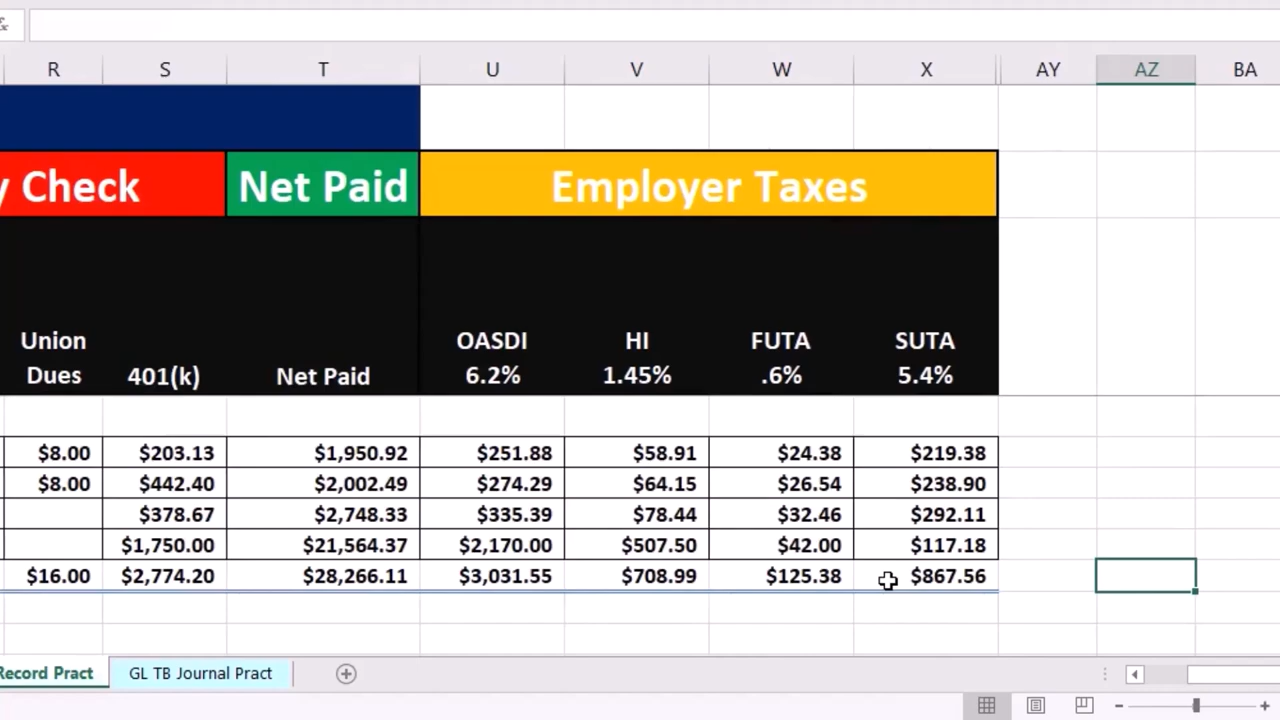 R S T U V W X AY AZ BA
y Check Net Paid Employer Taxes
Union OASDI HI FUTA SUTA
Dues 401(k) Net Paid 6.2% 1.45% .6% 5.4%
$8.00 $203.13 $1,950.92 $251.88 $58.91 $24.38 $219.38
$8.00 $442.40 $2,002.49 $274.29 $64.15 $26.54 $238.90
$378.67 $2,748.33 $335.39 $78.44 $32.46 $292.11
$1,750.00 $21,564.37 $2,170.00 $507.50 $42.00 $117.18
$16.00 $2,774.20 $28,266.11 $3,031.55 $708.99 $125.38 $867.56
Record Pract GL TB Journal Pract